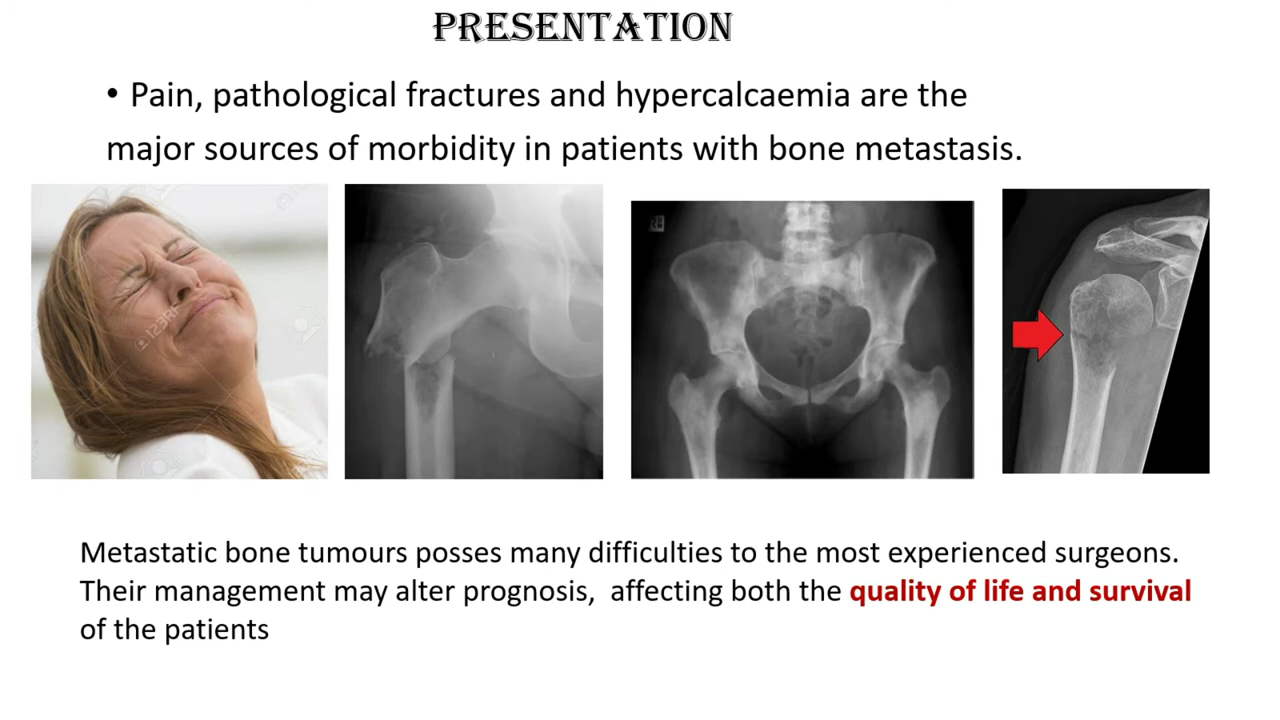 PRESENTATION
• Pain, pathological fractures and hypercalcaemia are the
major sources of morbidity in patients with bone metastasis.
123RF
Metastatic bone tumours posses many difficulties to the most experienced surgeons.
Their management may alter prognosis, affecting both the quality of life and survival
of the patients